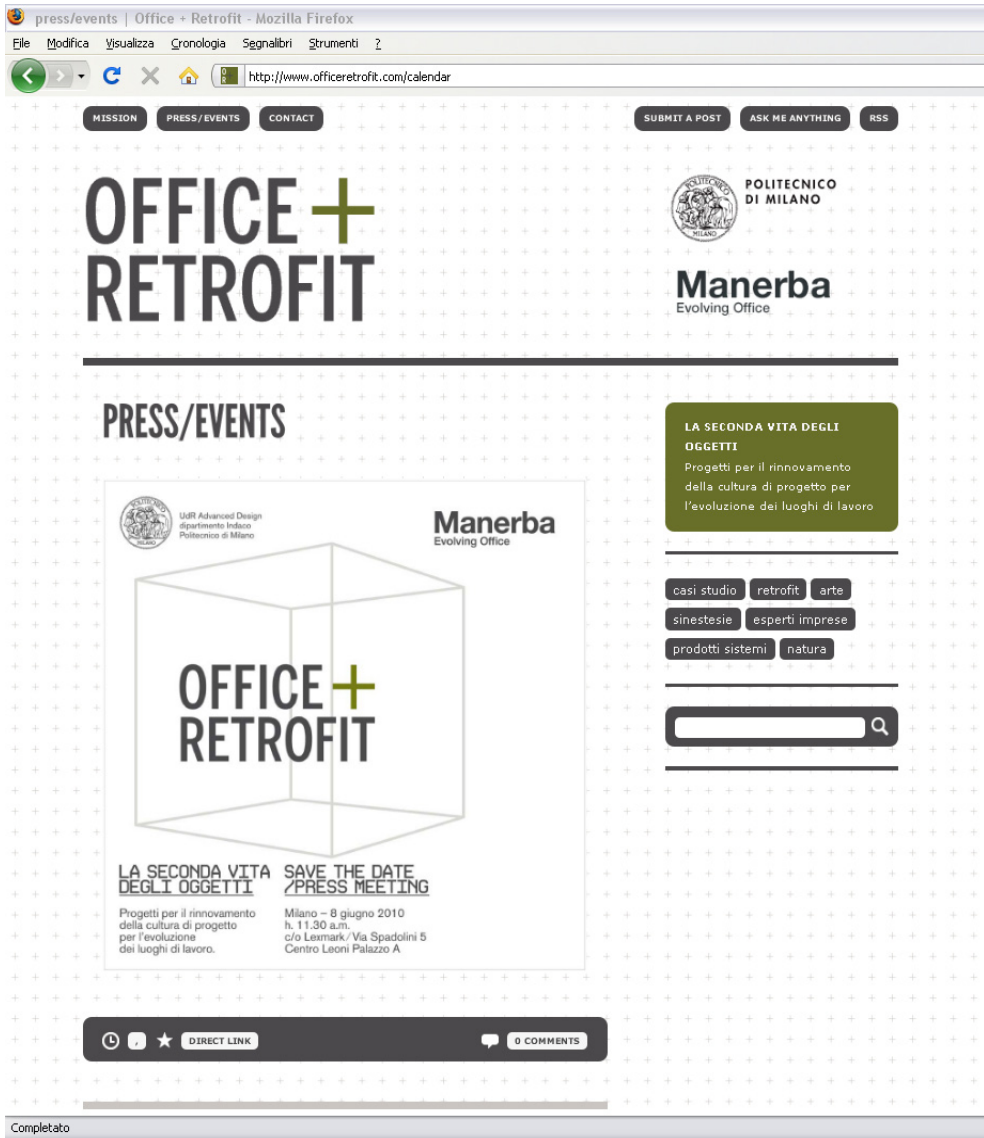 press/events | Office + Retrofit - Mozilla Firefox
File Modifica Visualizza Cronologia Segnalibri Strumenti ?
http://www.officeretrofit.com/calendar
MISSION PRESS/EVENTS CONTACT SUBMIT A POST ASK ME ANYTHING RSS
OFFICE+
RETROFIT
POLITECNICO
DI MILANO
POLITECNICO
MILANO
Manerba
Evolving Office
PRESS/EVENTS
POLITECNICO
MILANO
UdR Advanced Design
dipartimento Indaco
Politecnico di Milano
Manerba
Evolving Office
OFFICE+
RETROFIT
LA SECONDA VITA
DEGLI OGGETTI
Progetti per il rinnovamento
della cultura di progetto
per l'evoluzione
dei luoghi di lavoro.
SAVE THE DATE
/PRESS MEETING
Milano – 8 giugno 2010
h. 11.30 a.m.
c/o Lexmark/Via Spadolini 5
Centro Leoni Palazzo A
, DIRECT LINK 0 COMMENTS
LA SECONDA VITA DEGLI
OGGETTI
Progetti per il rinnovamento
della cultura di progetto per
l'evoluzione dei luoghi di lavoro
casi studio retrofit arte
sinestesie esperti imprese
prodotti sistemi natura
Completato